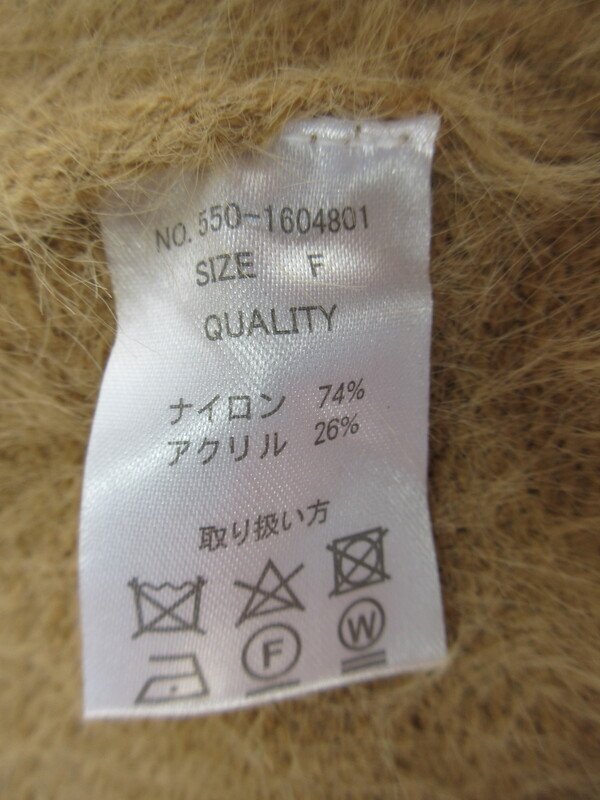 NO. 550-1604801
SIZE F
QUALITY
ナイロン 74%
アクリル 26%
取り扱い方
F W